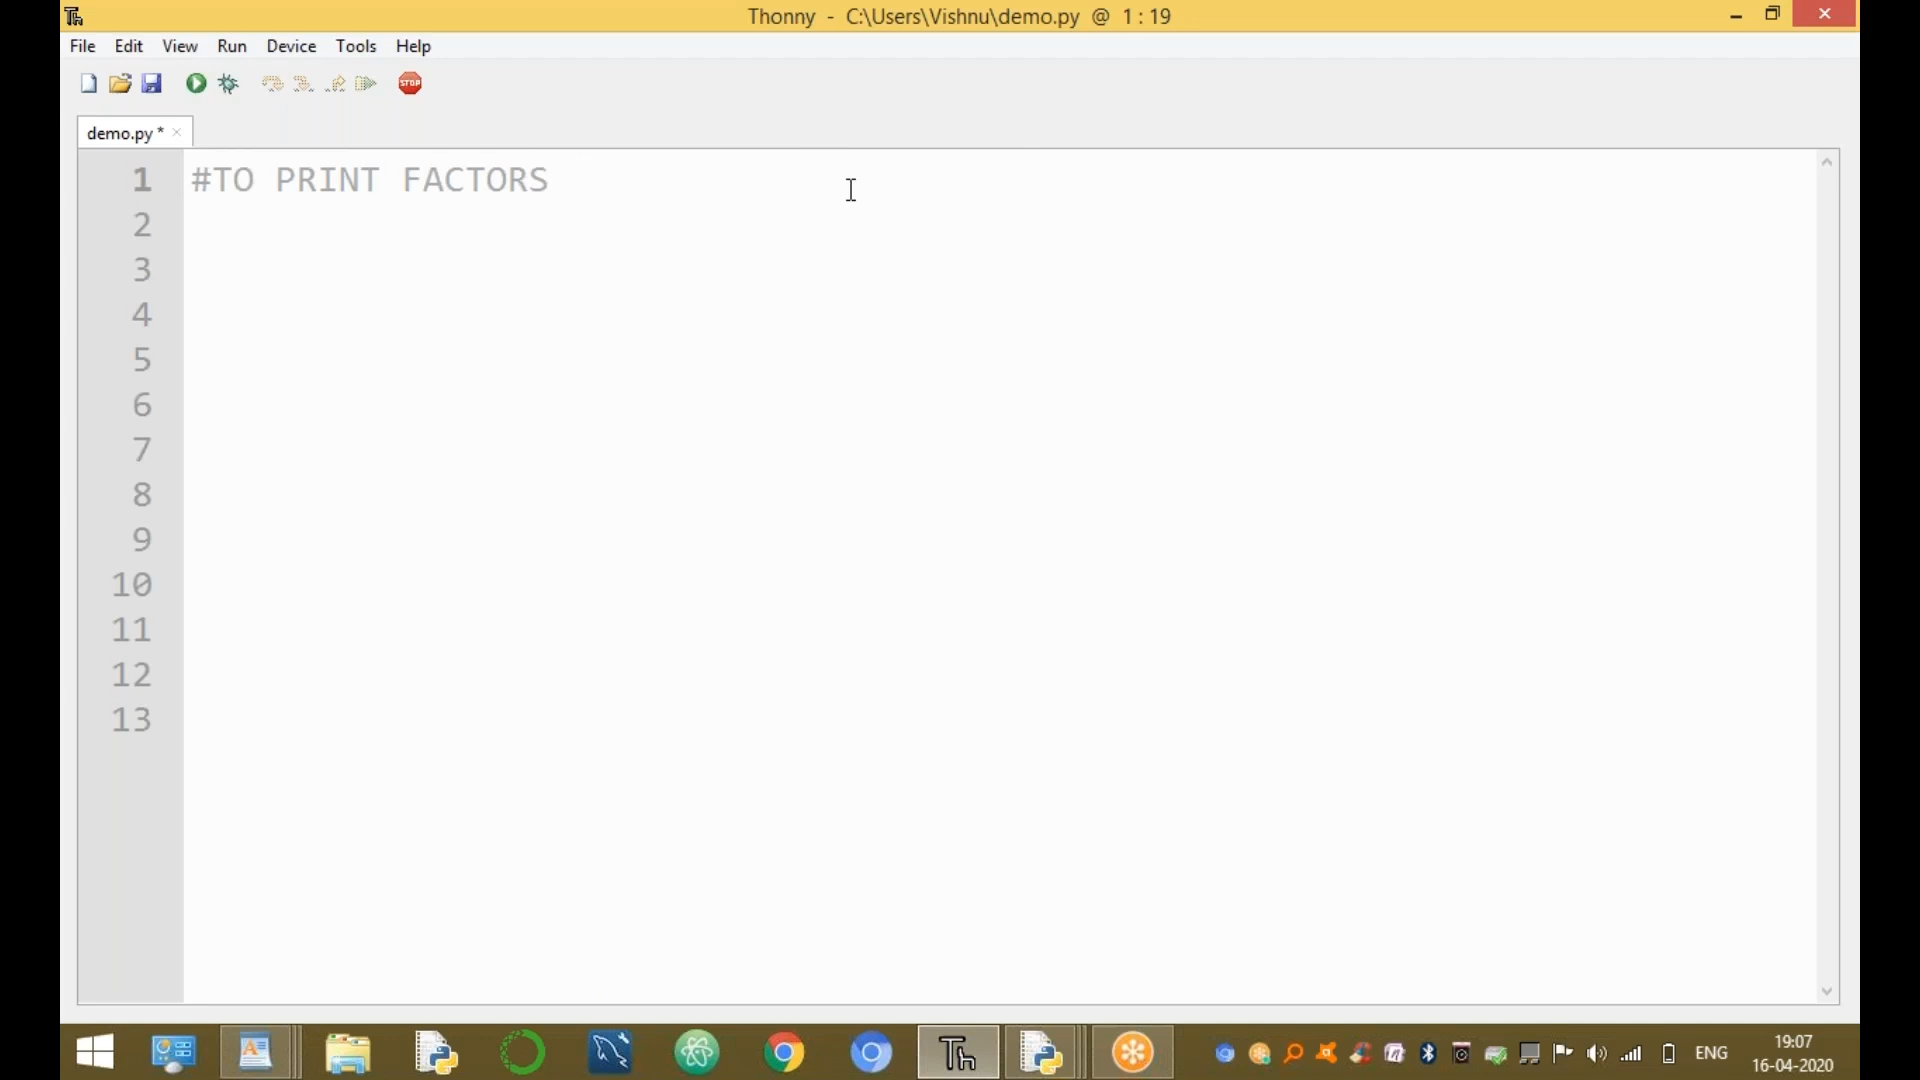 Thonny - C:\Users\Vishnu\demo.py @ 1 : 19
File Edit View Run Device Tools Help
STOP
demo.py *
1 #TO PRINT FACTORS
2
3
4
5
6
7
8
9
10
11
12
13
Th
ENG
19:07
16-04-2020